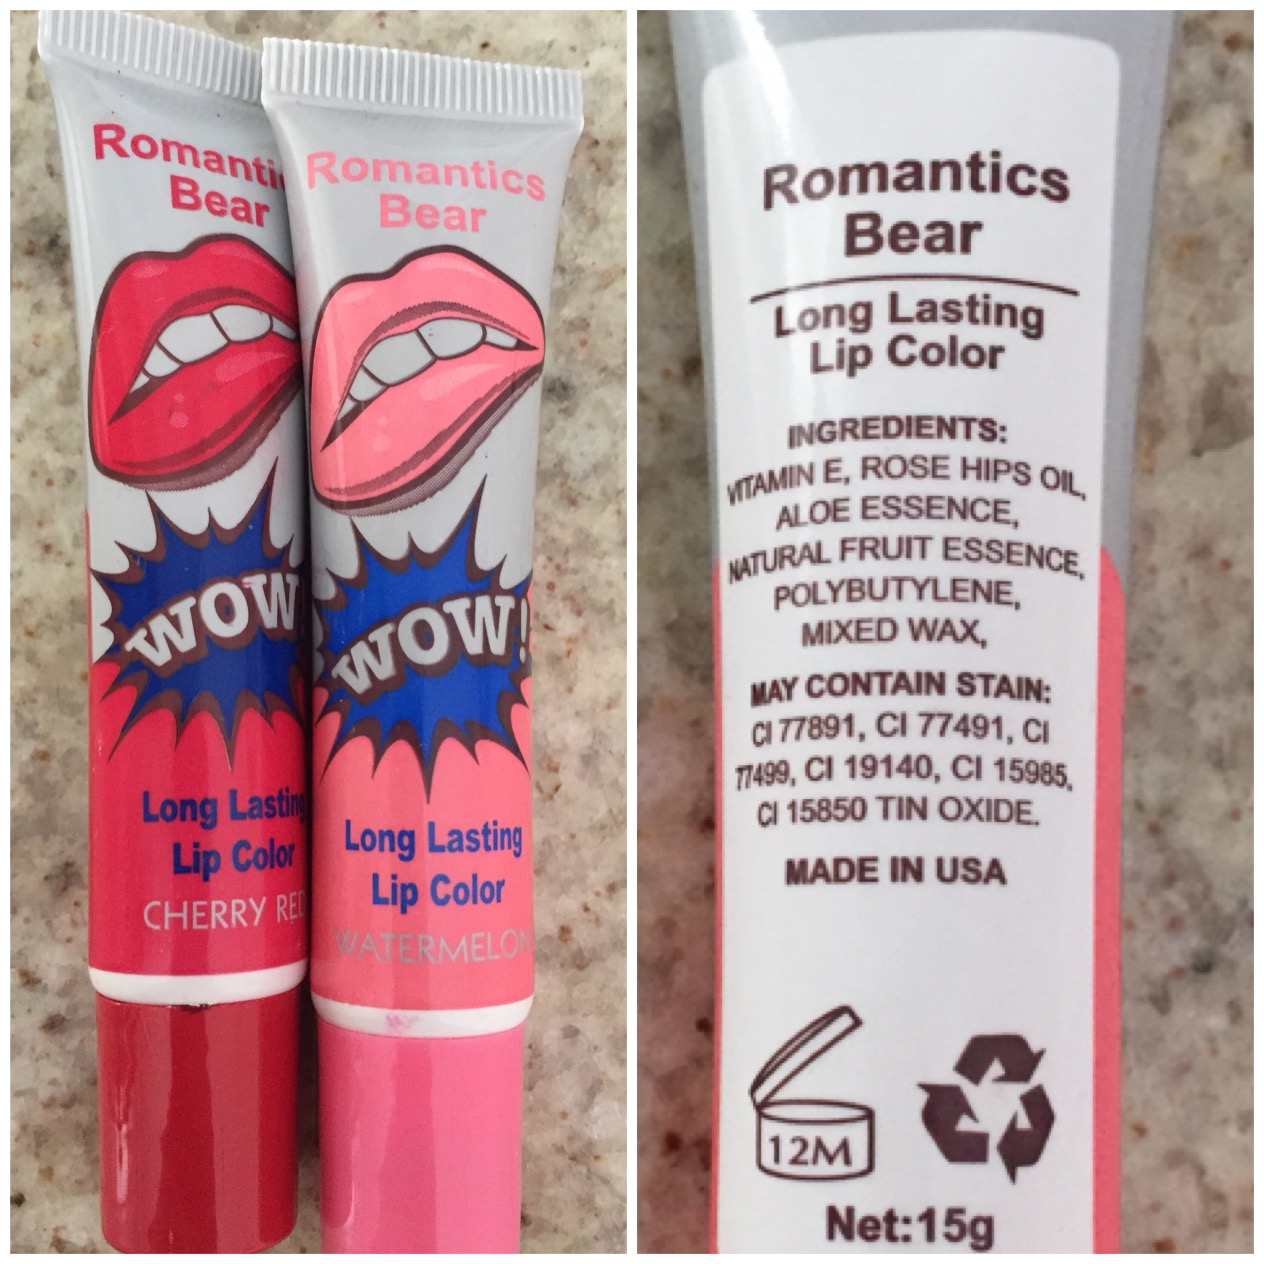 Romantic
Bear
WOW
Long Lasting
Lip Color
CHERRY RED
Romantics
Bear
WOW!
Long Lasting
Lip Color
WATERMELON
Romantics
Bear
Long Lasting
Lip Color
INGREDIENTS:
VITAMIN E, ROSE HIPS OIL,
ALOE ESSENCE,
NATURAL FRUIT ESSENCE,
POLYBUTYLENE,
MIXED WAX,
MAY CONTAIN STAIN:
CI 77891, CI 77491, CI
77499, CI 19140, CI 15985,
CI 15850 TIN OXIDE.
MADE IN USA
12M
Net:15g